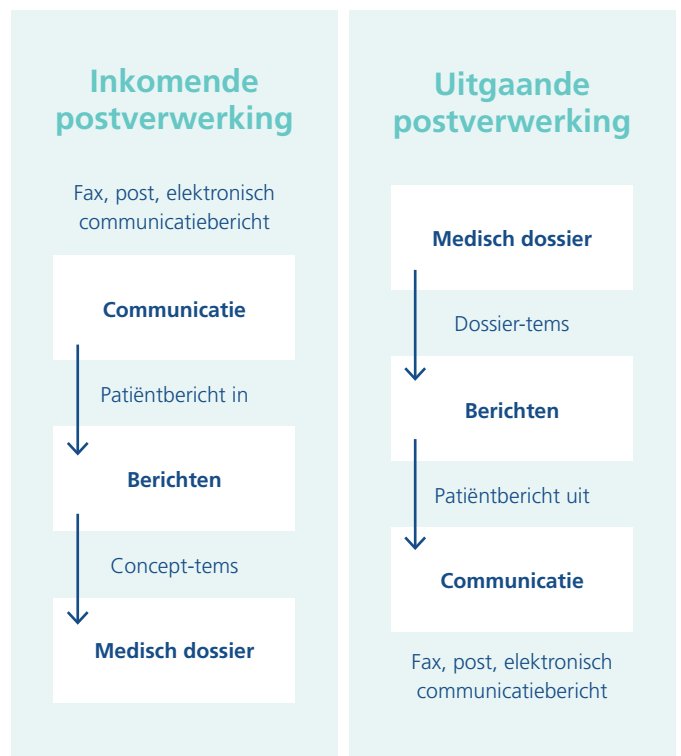 Inkomende
postverwerking
Fax, post, elektronisch
communicatiebericht
Communicatie
Patiëntbericht in
Berichten
Concept-tems
Medisch dossier
Uitgaande
postverwerking
Medisch dossier
Dossier-tems
Berichten
Patiëntbericht uit
Communicatie
Fax, post, elektronisch
communicatiebericht